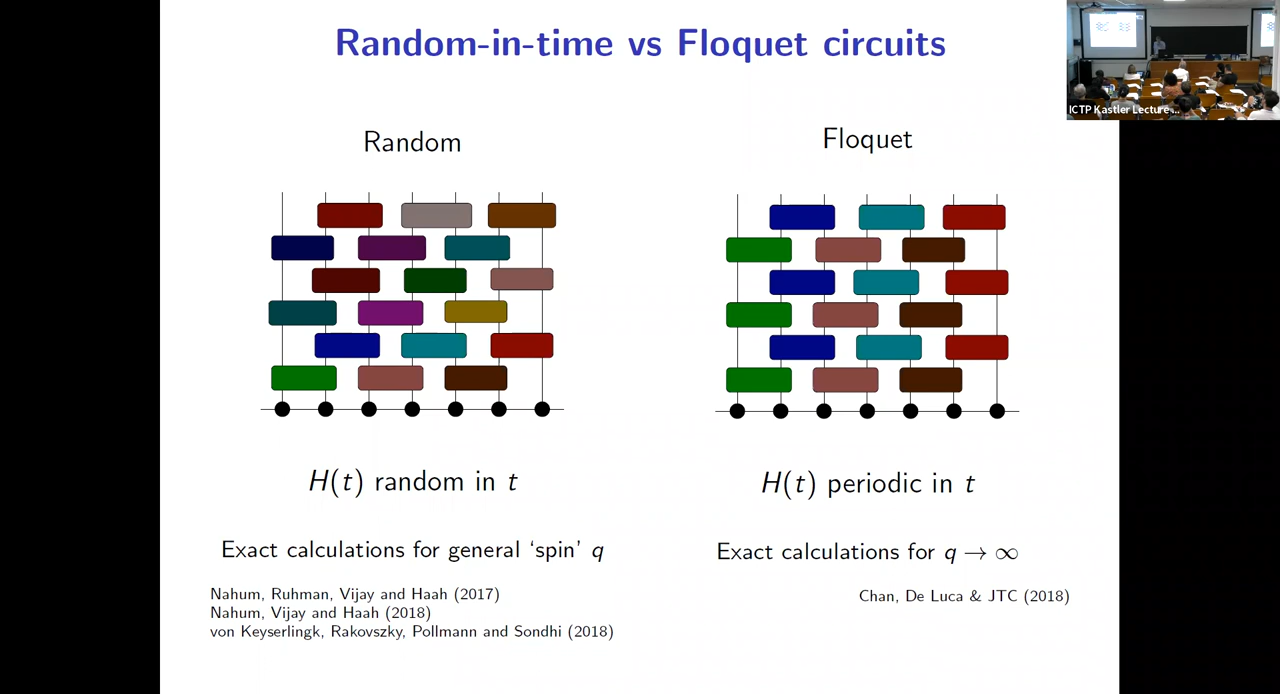 Random-in-time vs Floquet circuits
ICTP Kastler Lecture ...
Random
Floquet
H(t) random in t
H(t) periodic in t
Exact calculations for general ‘spin’ q
Exact calculations for q → ∞
Nahum, Ruhman, Vijay and Haah (2017)
Nahum, Vijay and Haah (2018)
von Keyserlingk, Rakovszky, Pollmann and Sondhi (2018)
Chan, De Luca & JTC (2018)